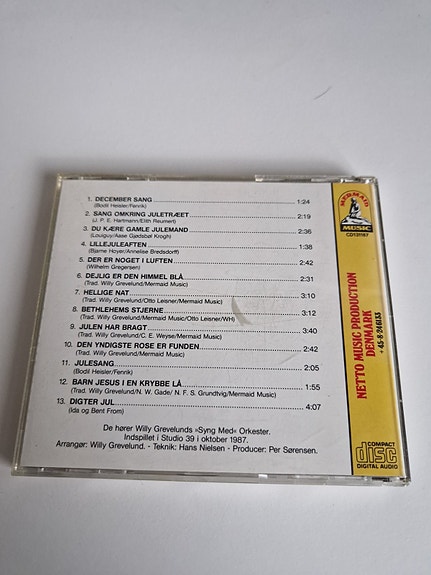 1. DECEMBER SANG 1:24
(Bodil Heisler/Fenrik)
2. SANG OMKRING JULETRÆET 2:19
(J. P. E. Hartmann/Elith Reumert)
3. DU KÆRE GAMLE JULEMAND 2:36
(Louiguy/Aase Gjødsbøl Krogh)
4. LILLEJULEAFTEN 1:38
(Bjarne Hoyer/Annelise Bredsdorff)
5. DER ER NOGET I LUFTEN 2:42
(Wilhelm Gregersen)
6. DEJLIG ER DEN HIMMEL BLÅ 2:31
(Trad. Willy Grevelund/Mermaid Music)
7. HELLIGE NAT 3:10
(Trad. Willy Grevelund/Otto Leisner/Mermaid Music)
8. BETHLEHEMS STJERNE 3:12
(Trad. Willy Grevelund/Mermaid Music/Otto Leisner/WH)
9. JULEN HAR BRAGT 3:40
(Trad. Willy Grevelund/C. E. Weyse/Mermaid Music)
10. DEN YNDIGSTE ROSE ER FUNDEN 2:42
(Trad. Willy Grevelund/Mermaid Music)
11. JULESANG 2:05
(Bodil Heisler/Fenrik)
12. BARN JESUS I EN KRYBBE LÅ 1:55
(Trad. Willy Grevelund/N. W. Gade/ N. F. S. Grundtvig/Mermaid Music)
13. DIGTER JUL 4:07
(Ida og Bent From)
De hører Willy Grevelunds »Syng Med« Orkester.
Indspillet i Studio 39 i oktober 1987.
Arrangør: Willy Grevelund. - Teknik: Hans Nielsen - Producer: Per Sørensen.
MERMAID
MUSIC
NETTO MUSIC PRODUCTION
DENMARK
COMPACT
disc
DIGITAL AUDIO